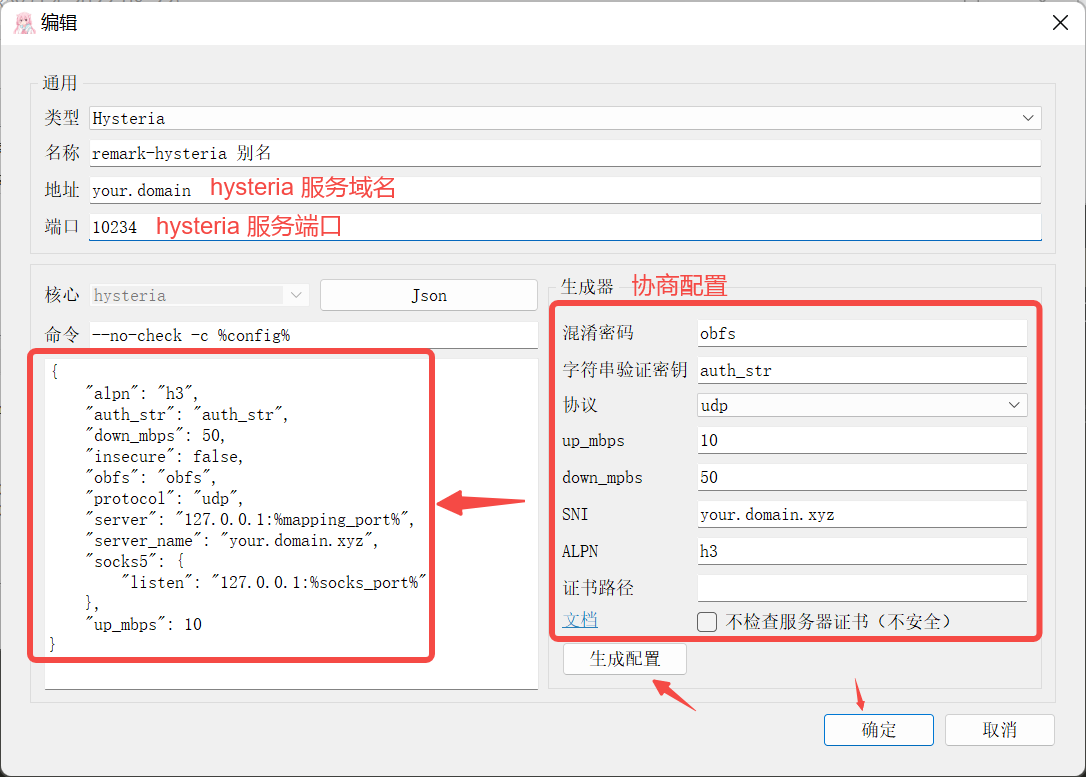 编辑
通用
类型 Hysteria
名称 remark-hysteria 别名
地址 your.domain hysteria 服务域名
端口 10234 hysteria 服务端口
核心 hysteria Json
命令 --no-check -c %config%
{
"alpn": "h3",
"auth_str": "auth_str",
"down_mbps": 50,
"insecure": false,
"obfs": "obfs",
"protocol": "udp",
"server": "127.0.0.1:%mapping_port%",
"server_name": "your.domain.xyz",
"socks5": {
"listen": "127.0.0.1:%socks_port%"
},
"up_mbps": 10
}
生成器 协商配置
混淆密码 obfs
字符串验证密钥 auth_str
协议 udp
up_mbps 10
down_mpbs 50
SNI your.domain.xyz
ALPN h3
证书路径
文档 不检查服务器证书（不安全）
生成配置
确定 取消